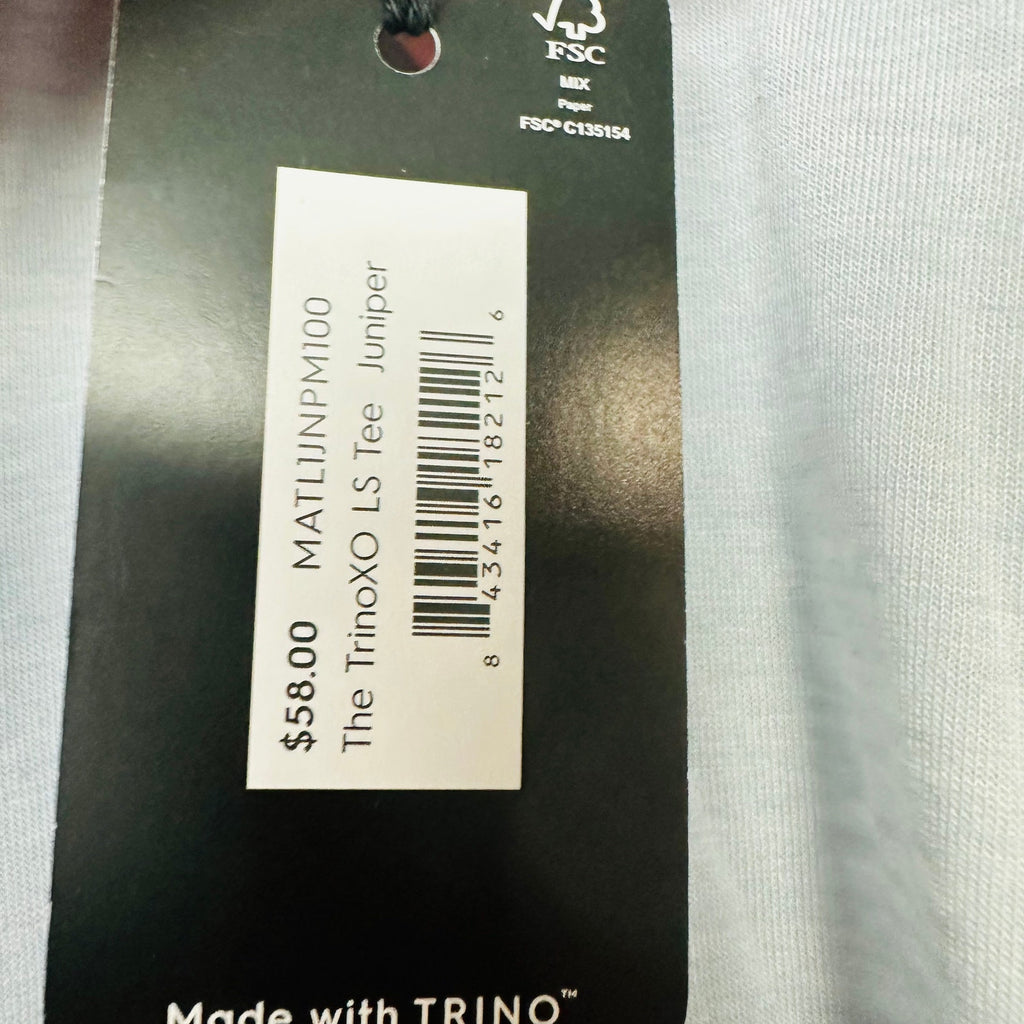 FSC
MIX
Paper
FSC® C135154
$58.00 MATL1JNPM100
The TrinoXO LS Tee Juniper
8 43416 18212 6
Made with TRINO™